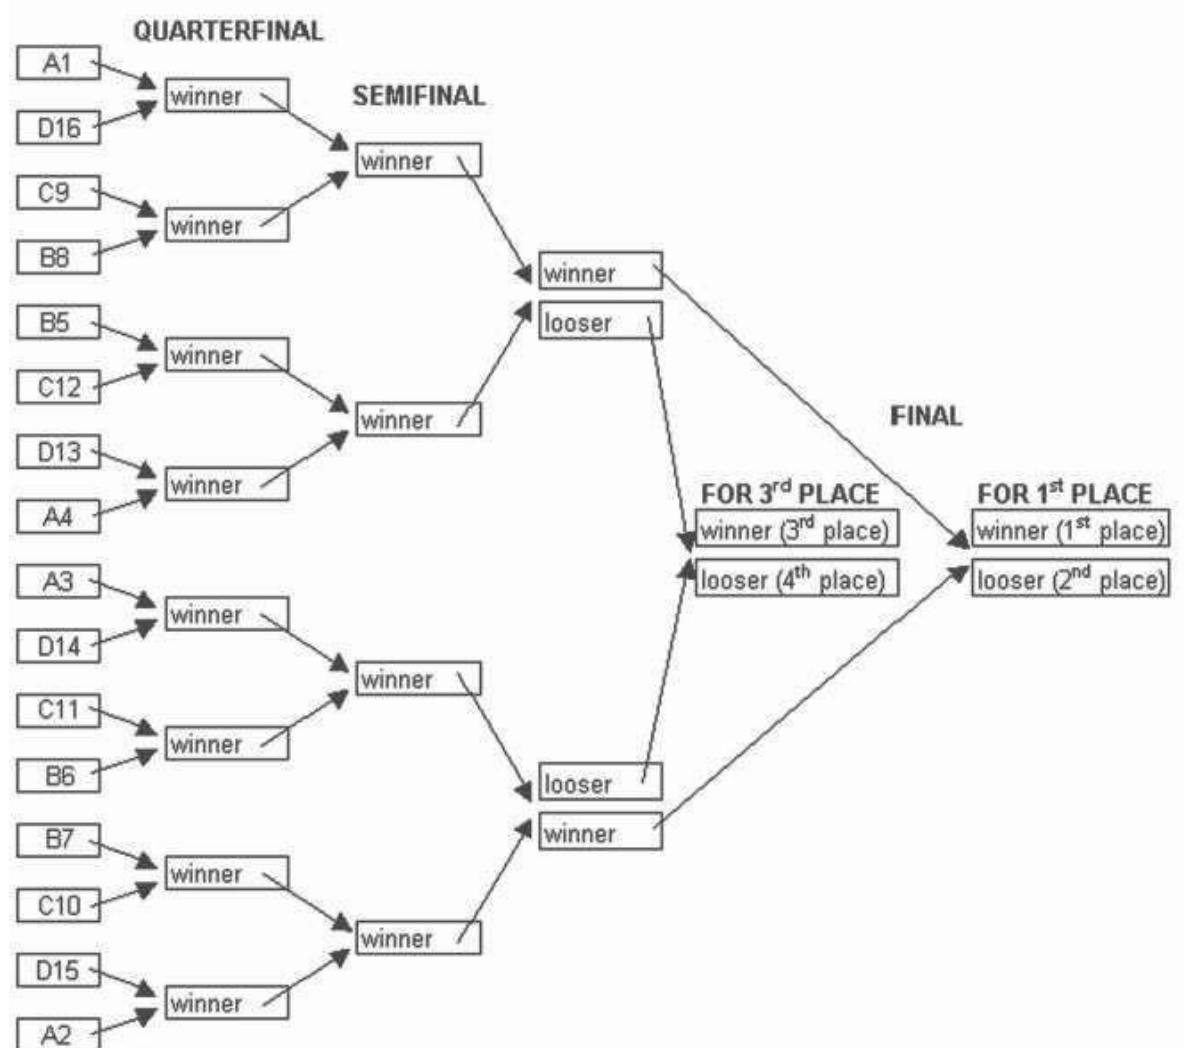 QUARTERFINAL
SEMIFINAL
FINAL
A1
D16
C9
B8
B5
C12
D13
A4
A3
D14
C11
B6
B7
C10
D15
A2
winner
winner
winner
winner
winner
winner
winner
winner
winner
winner
winner
winner
winner
looser
looser
winner
FOR 3rd PLACE
winner (3rd place)
looser (4th place)
FOR 1st PLACE
winner (1st place)
looser (2nd place)